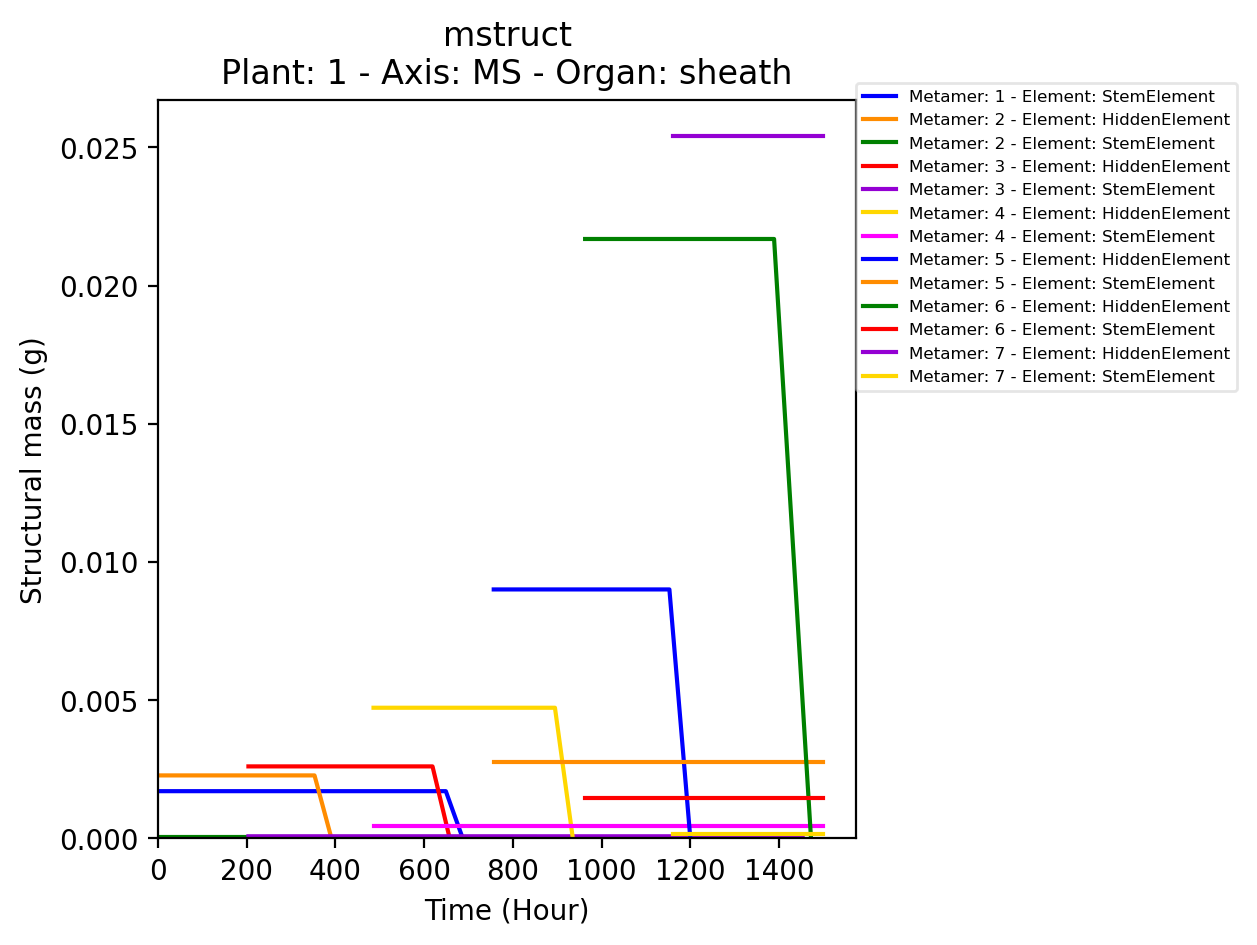 mstruct
Plant: 1 - Axis: MS - Organ: sheath
Metamer: 1 - Element: StemElement
Metamer: 2 - Element: HiddenElement
Metamer: 2 - Element: StemElement
Metamer: 3 - Element: HiddenElement
Metamer: 3 - Element: StemElement
Metamer: 4 - Element: HiddenElement
Metamer: 4 - Element: StemElement
Metamer: 5 - Element: HiddenElement
Metamer: 5 - Element: StemElement
Metamer: 6 - Element: HiddenElement
Metamer: 6 - Element: StemElement
Metamer: 7 - Element: HiddenElement
Metamer: 7 - Element: StemElement
Structural mass (g)
0.025
0.020
0.015
0.010
0.005
0.000
0 200 400 600 800 1000 1200 1400
Time (Hour)